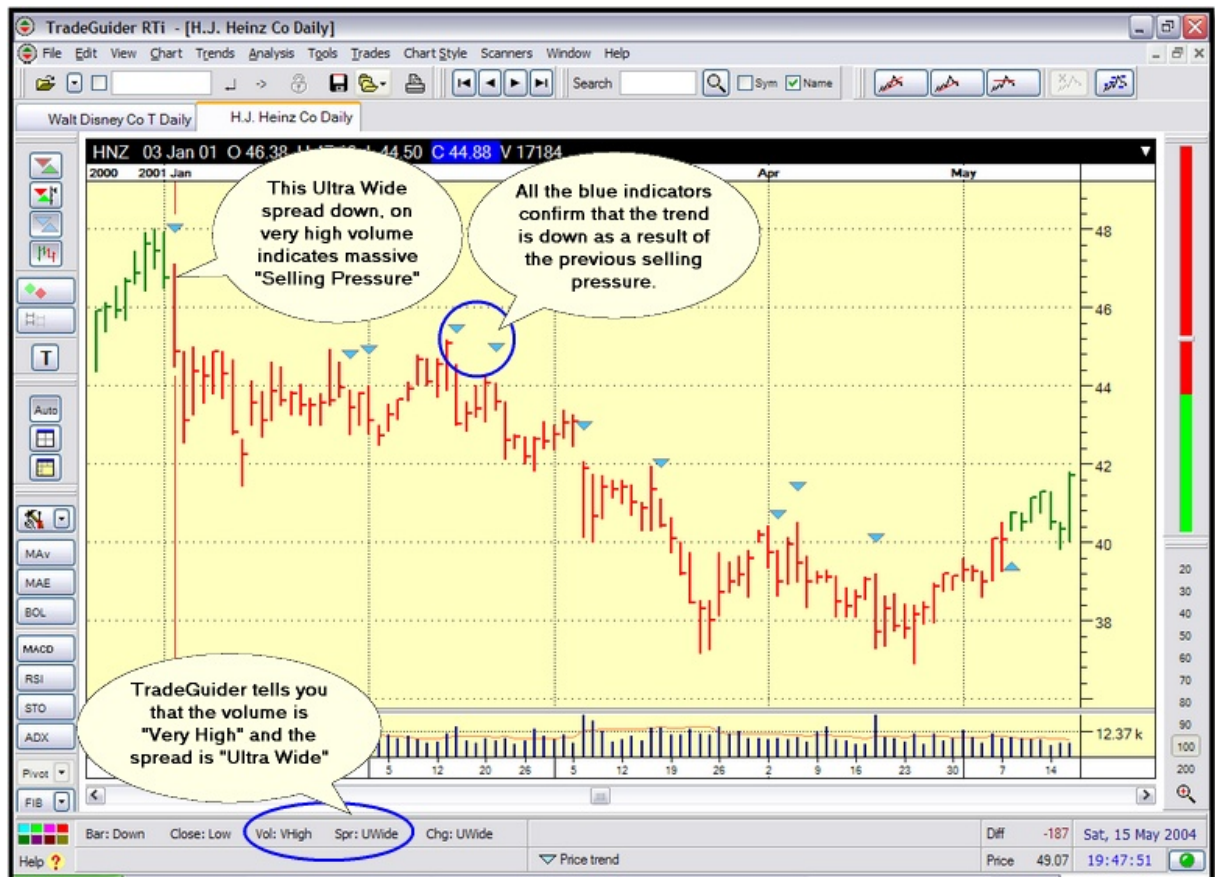 TradeGuider RTi - [H.J. Heinz Co Daily]
File Edit View Chart Trends Analysis Tools Trades Chart Style Scanners Window Help
Search Sym Name
Walt Disney Co T Daily H.J. Heinz Co Daily
HNZ 03 Jan 01 O 46.38 44.50 C 44.88 V 17184
2000 2001 Jan Apr May
This Ultra Wide
spread down, on
very high volume
indicates massive
"Selling Pressure"
All the blue indicators
confirm that the trend
is down as a result of
the previous selling
pressure.
48
46
44
42
40
38
T
Auto
MAv
MAE
BOL
MACD
RSI
STO
ADX
Pivot
FIB
20
30
40
50
60
70
80
90
100
200
TradeGuider tells you
that the volume is
"Very High" and the
spread is "Ultra Wide"
12.37 k
5 12 20 26 5 12 19 26 2 9 16 23 30 7 14
Bar: Down Close: Low Vol: VHigh Spr: UWide Chg: UWide Diff -187 Sat, 15 May 2004
Help ? Price trend Price 49.07 19:47:51